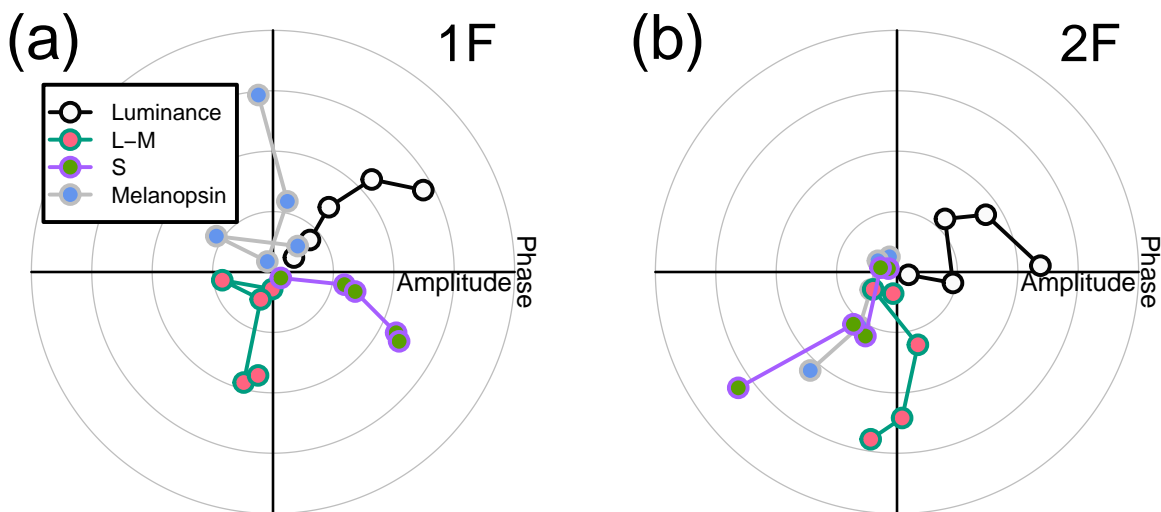 (a)
1F
Luminance
L−M
S
Melanopsin
Amplitude
Phase
(b)
2F
Amplitude
Phase